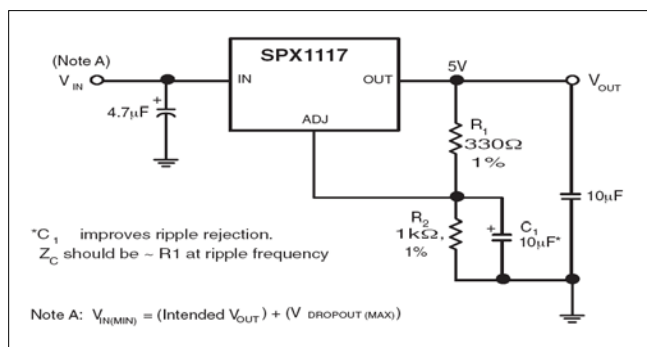 (Note A)
V IN
4.7µF
+
SPX1117
IN
OUT
ADJ
5V
V OUT
R1
330Ω
1%
R2
1kΩ,
1%
+
C1
10µF*
10µF
*C1 improves ripple rejection.
ZC should be ~ R1 at ripple frequency
Note A: VIN(MIN) = (Intended VOUT) + (V DROPOUT (MAX))